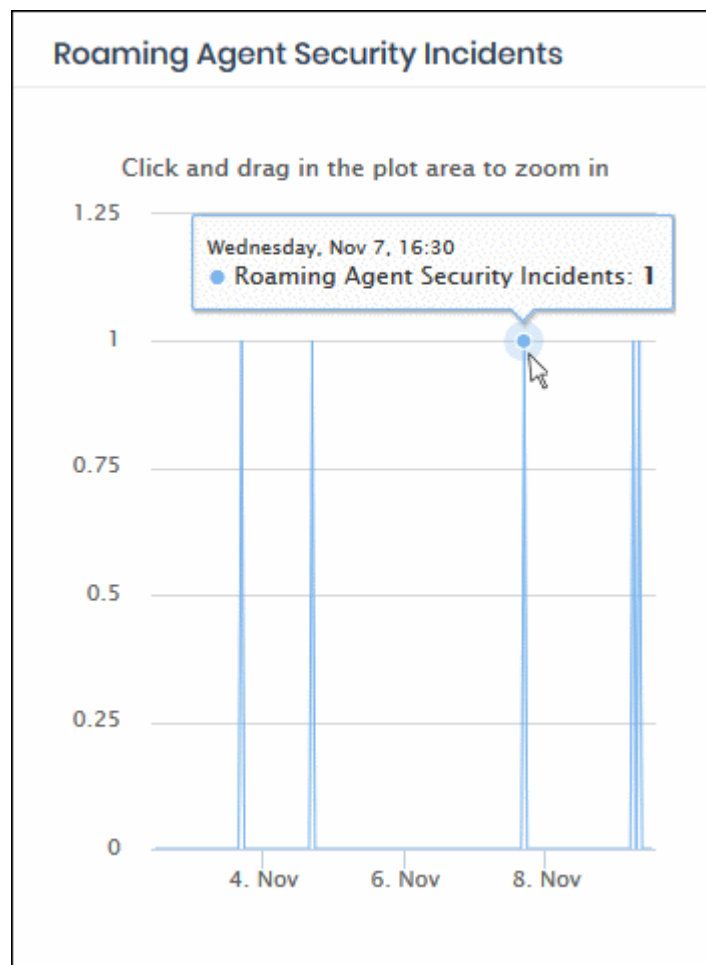 Roaming Agent Security Incidents
Click and drag in the plot area to zoom in
1.25
Wednesday, Nov 7, 16:30
Roaming Agent Security Incidents: 1
1
0.75
0.5
0.25
0
4. Nov 6. Nov 8. Nov